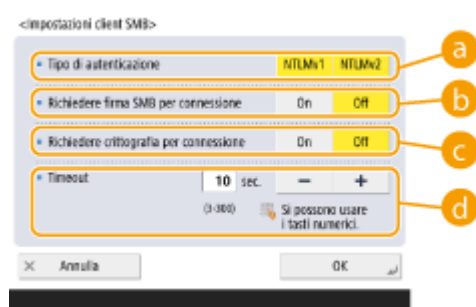 <Impostazioni client SMB>
Tipo di autenticazione NTLMv1 NTLMv2 a
Richiedere firma SMB per connessione On Off b
Richiedere crittografia per connessione On Off c
Timeout 10 sec. − +
(3-300) Si possono usare
i tasti numerici. d
× Annulla OK